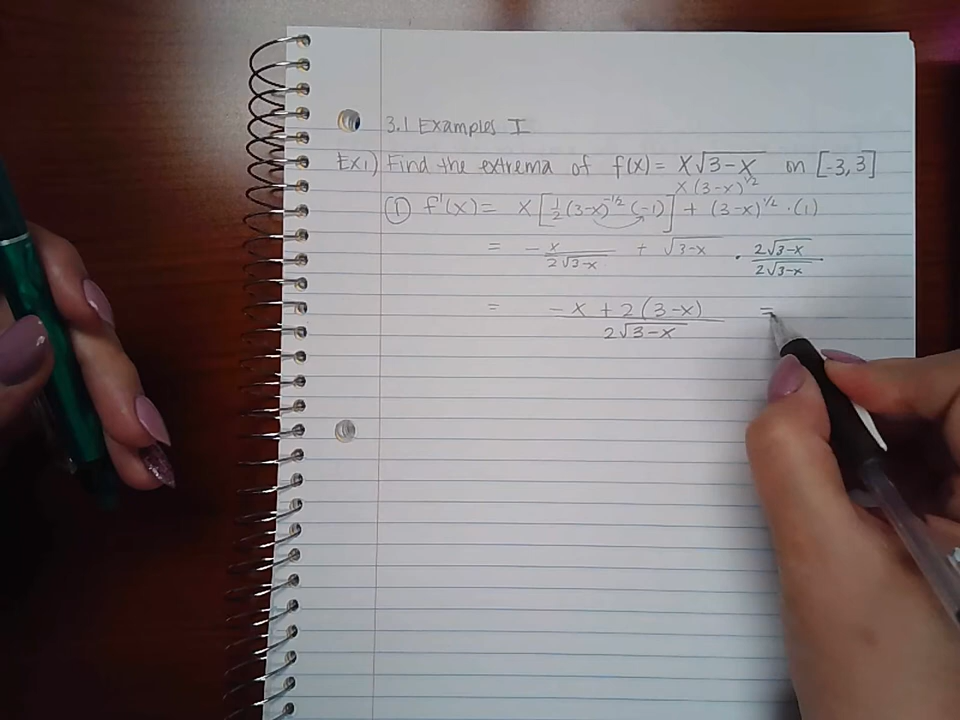 3.1 Examples I
Ex1) Find the extrema of f(x) = x√(3-x) on [-3,3]
x(3-x)^1/2
① f'(x) = x [ 1/2 (3-x)^-1/2 (-1) ] + (3-x)^1/2 · (1)
= - x/(2√(3-x)) + √(3-x) · (2√(3-x))/(2√(3-x))
= (-x + 2(3-x))/(2√(3-x)) =